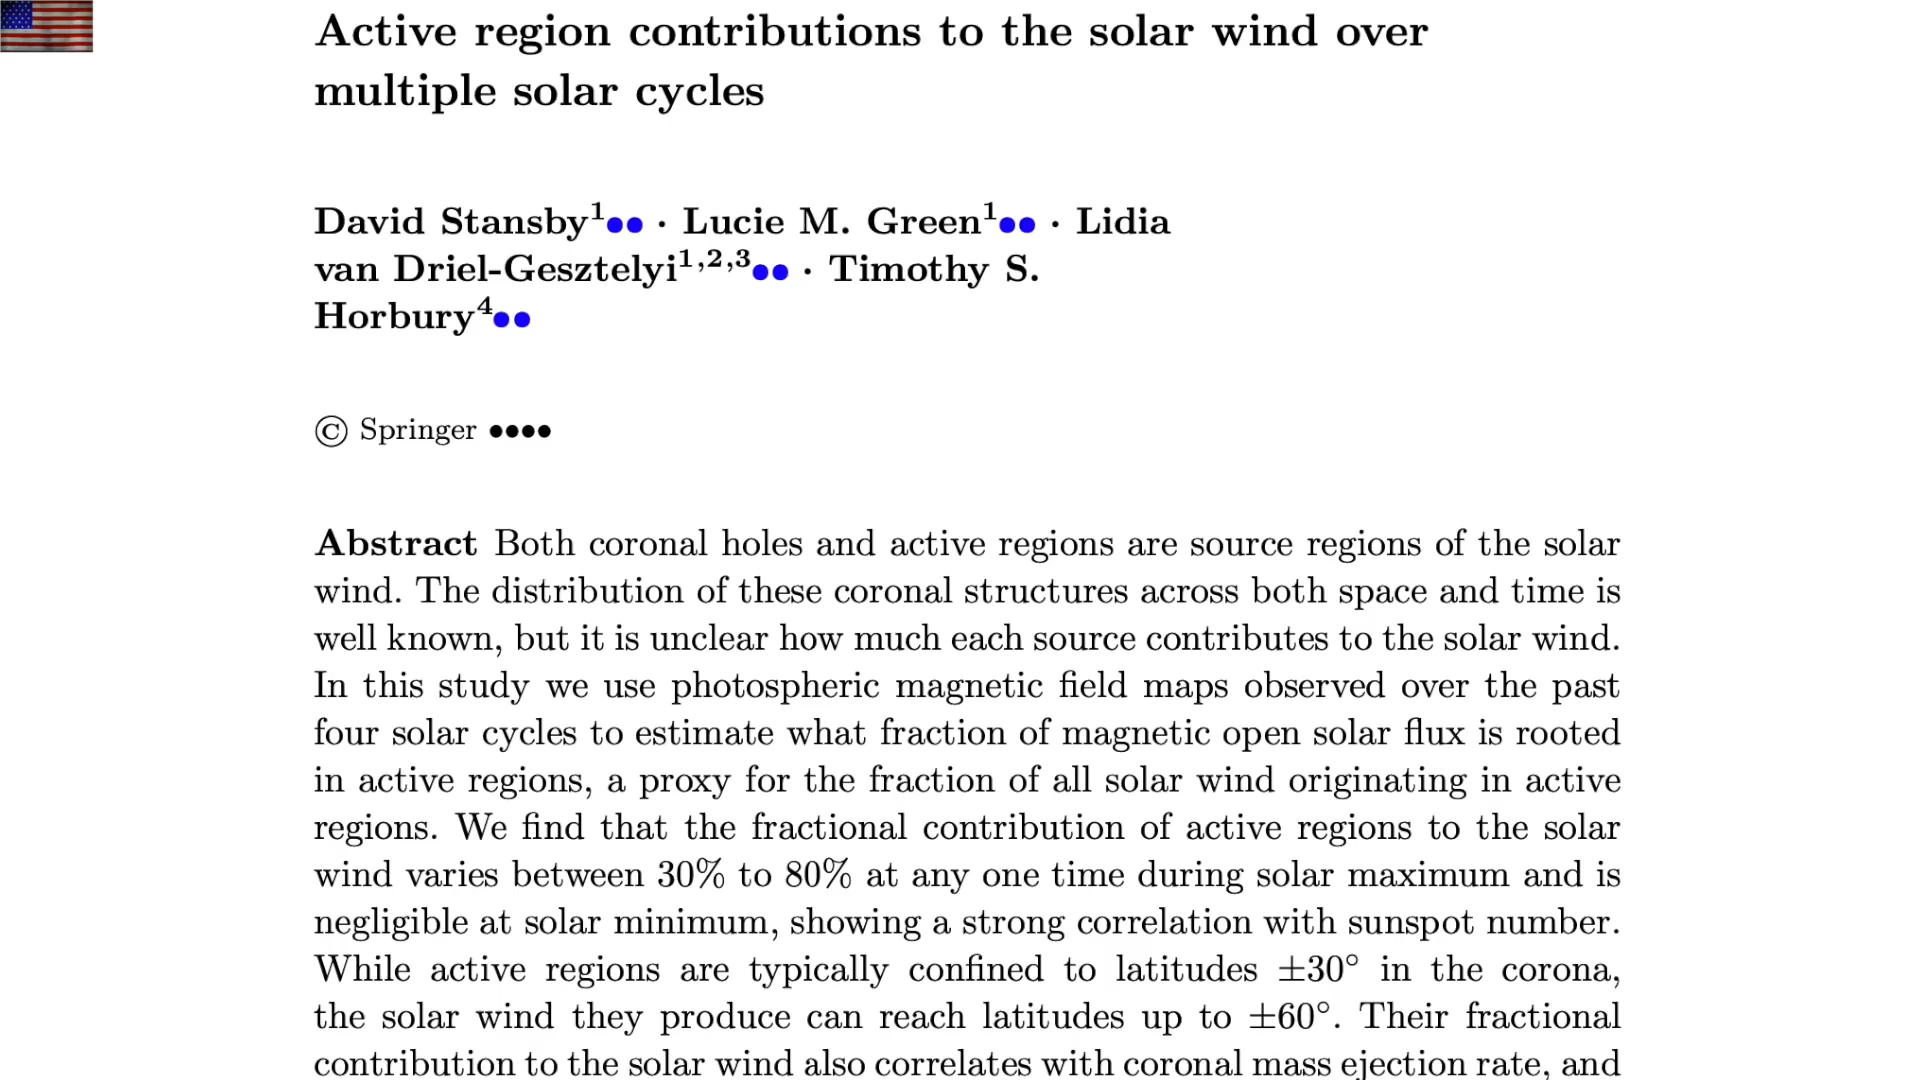 Active region contributions to the solar wind over
multiple solar cycles
David Stansby1•• · Lucie M. Green1•• · Lidia
van Driel-Gesztelyi1,2,3•• · Timothy S.
Horbury4••
© Springer ••••
Abstract Both coronal holes and active regions are source regions of the solar
wind. The distribution of these coronal structures across both space and time is
well known, but it is unclear how much each source contributes to the solar wind.
In this study we use photospheric magnetic field maps observed over the past
four solar cycles to estimate what fraction of magnetic open solar flux is rooted
in active regions, a proxy for the fraction of all solar wind originating in active
regions. We find that the fractional contribution of active regions to the solar
wind varies between 30% to 80% at any one time during solar maximum and is
negligible at solar minimum, showing a strong correlation with sunspot number.
While active regions are typically confined to latitudes ±30° in the corona,
the solar wind they produce can reach latitudes up to ±60°. Their fractional
contribution to the solar wind also correlates with coronal mass ejection rate, and